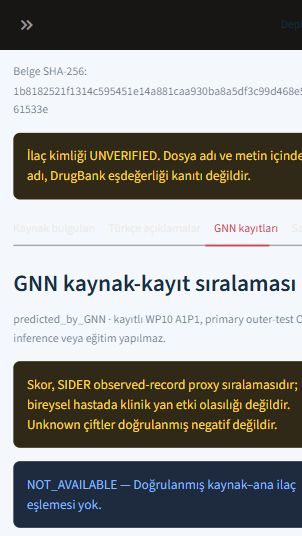 Belge SHA-256:
1b8182521f1314c595451e14a881caa930ba8a5df3c99d468e5
61533e
İlaç kimliği UNVERIFIED. Dosya adı ve metin içinde
adı, DrugBank eşdeğerliği kanıtı değildir.
Kaynak bulguları Türkçe açıklamalar GNN kayıtları
GNN kaynak-kayıt sıralaması
predicted_by_GNN · kayıtlı WP10 A1P1, primary outer-test
inference veya eğitim yapılmaz.
Skor, SIDER observed-record proxy sıralamasıdır;
bireysel hastada klinik yan etki olasılığı değildir.
Unknown çiftler doğrulanmış negatif değildir.
NOT_AVAILABLE — Doğrulanmış kaynak–ana ilaç
eşlemesi yok.